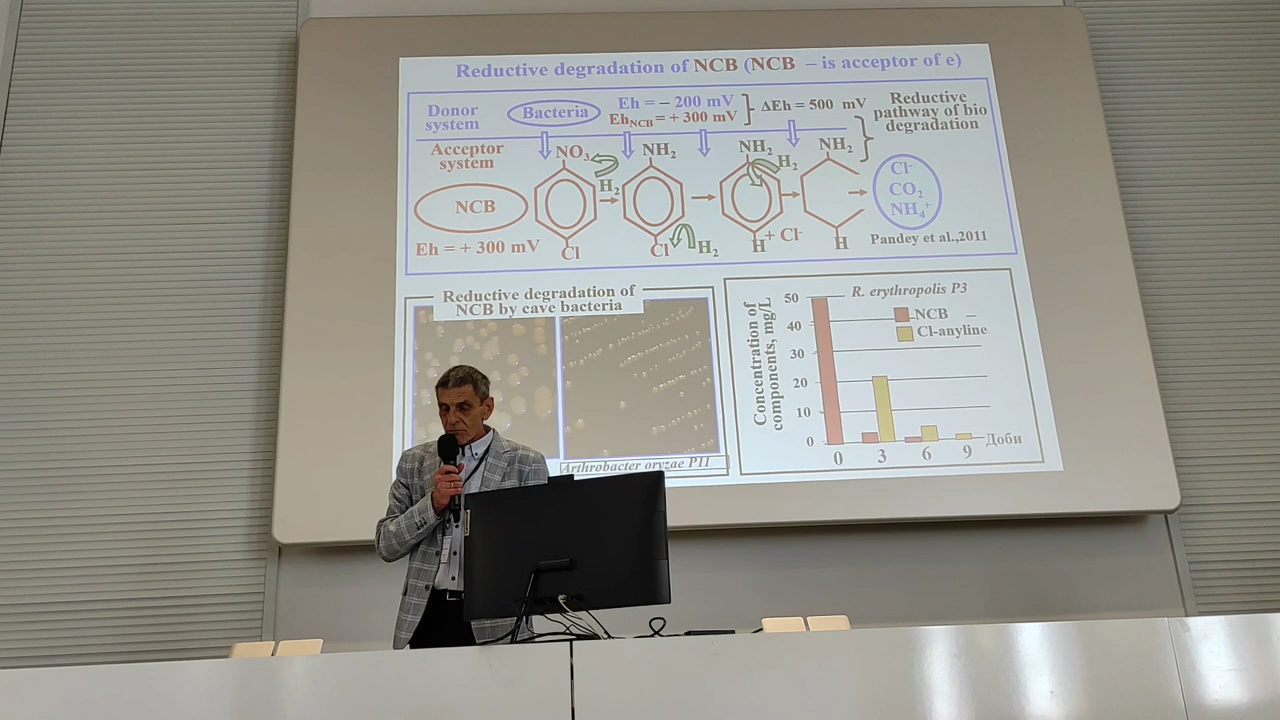 Reductive degradation of NCB (NCB – is acceptor of e)
Donor system
Bacteria
Eh = – 200 mV
EhNCB = + 300 mV
ΔEh = 500 mV
Reductive pathway of bio degradation
Acceptor system
NO3
NH2
NH2
NH2
H2
H2
NCB
Cl-
CO2
NH4+
Eh = + 300 mV
Cl
Cl
H2
H
+ Cl-
H
Pandey et al.,2011
Reductive degradation of
NCB by cave bacteria
Arthrobacter oryzae P1I
Concentration of
components, mg/L
R. erythropolis P3
NCB –
Cl-anyline
50
40
30
20
10
0
0 3 6 9
Доби